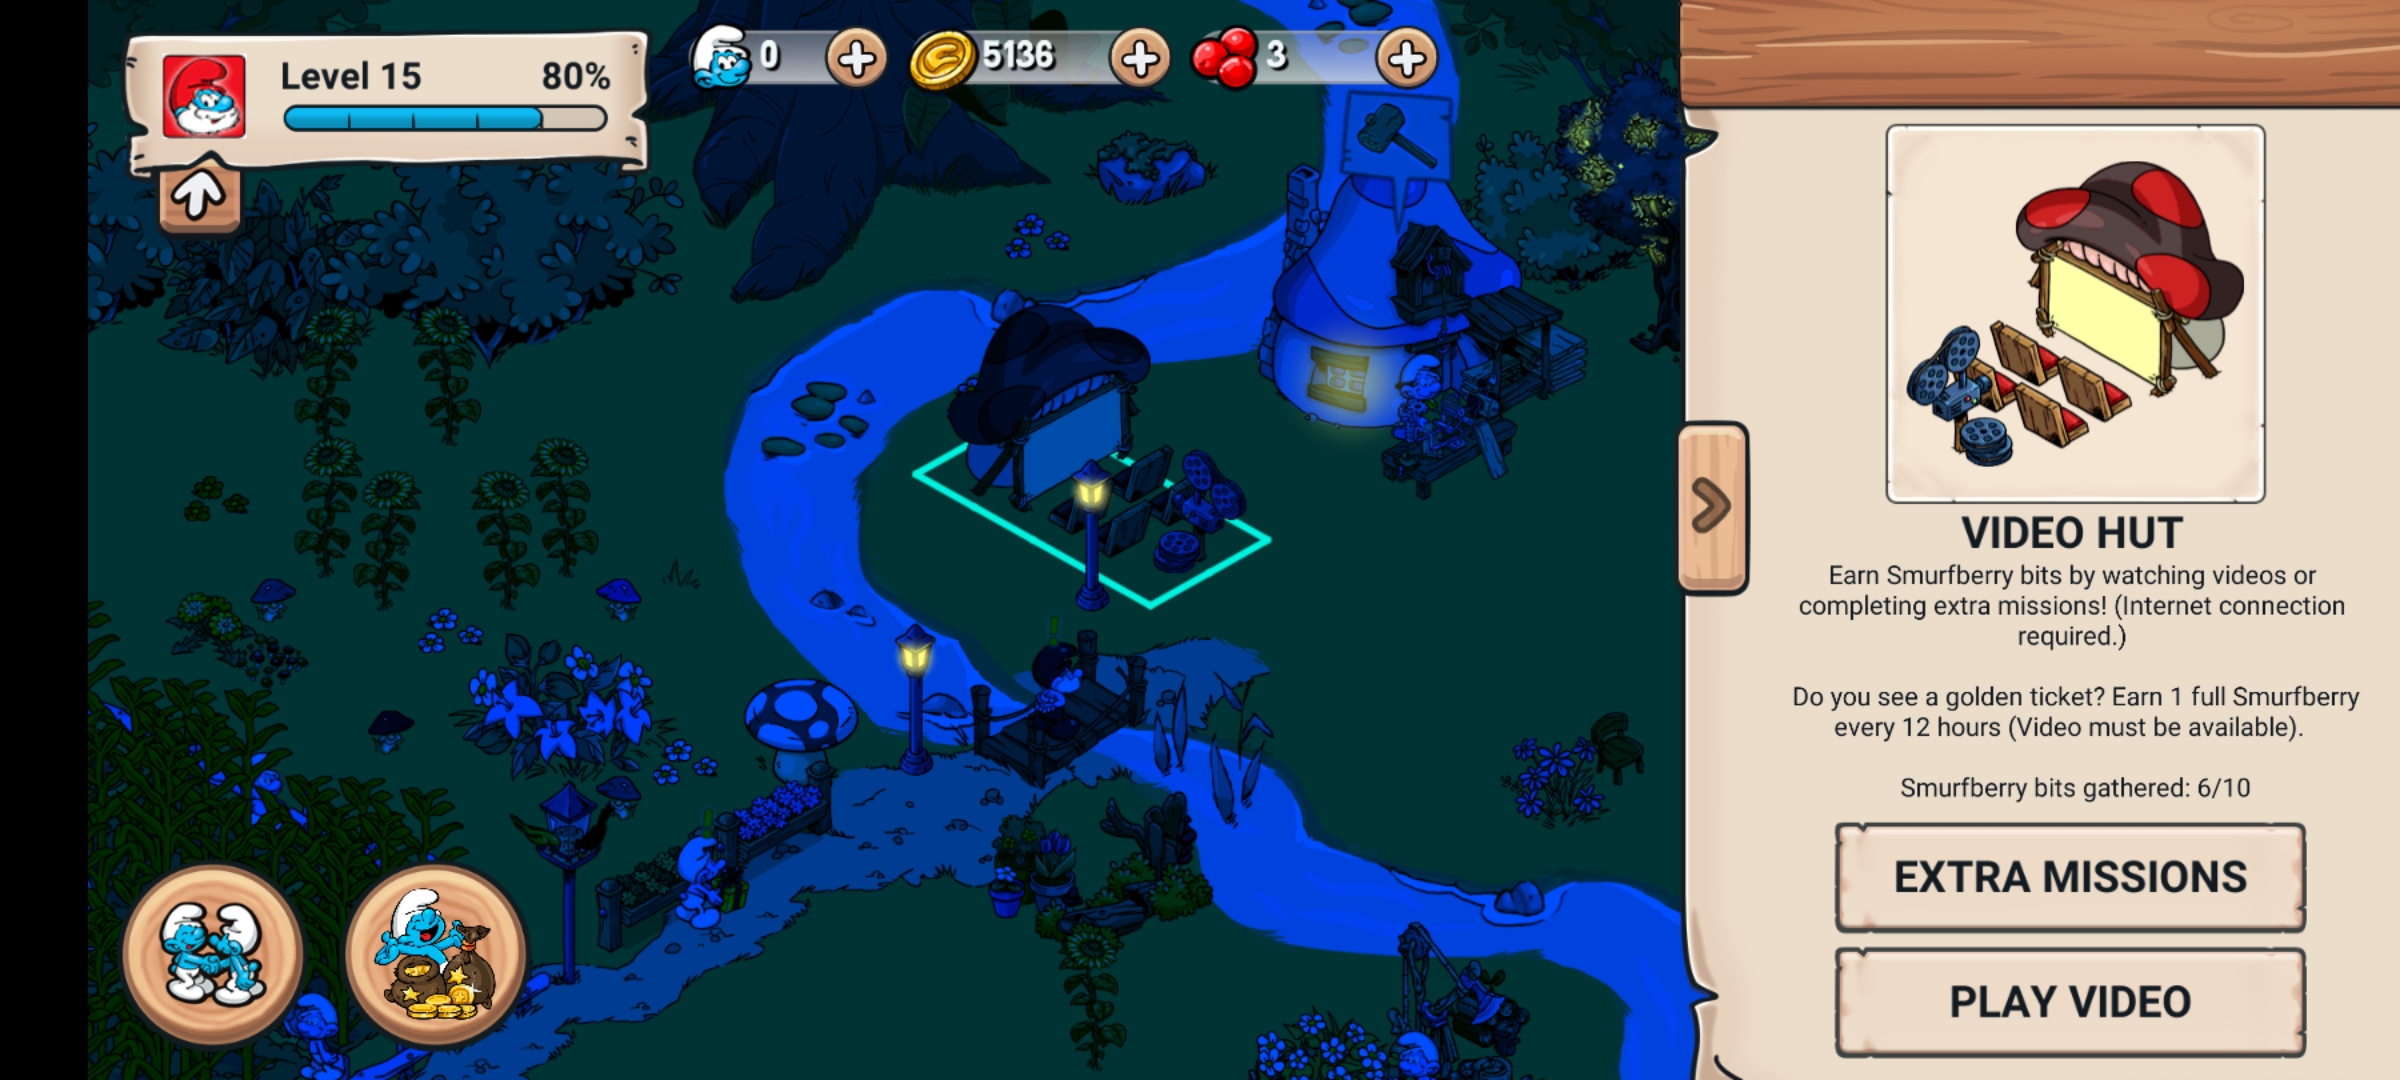 Level 15 80%
0
5136
3
VIDEO HUT
Earn Smurfberry bits by watching videos or
completing extra missions! (Internet connection
required.)
Do you see a golden ticket? Earn 1 full Smurfberry
every 12 hours (Video must be available).
Smurfberry bits gathered: 6/10
EXTRA MISSIONS
PLAY VIDEO